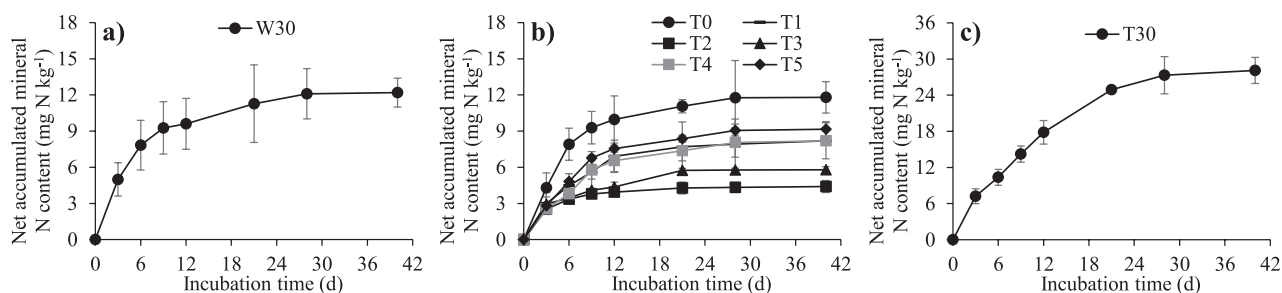 a)
W30
Net accumulated mineral
N content (mg N kg⁻¹)
18
15
12
9
6
3
0
0 6 12 18 24 30 36 42
Incubation time (d)
b)
T0 T1
T2 T3
T4 T5
Net accumulated mineral
N content (mg N kg⁻¹)
18
15
12
9
6
3
0
0 6 12 18 24 30 36 42
Incubation time (d)
c)
T30
Net accumulated mineral
N content (mg N kg⁻¹)
36
30
24
18
12
6
0
0 6 12 18 24 30 36 42
Incubation time (d)